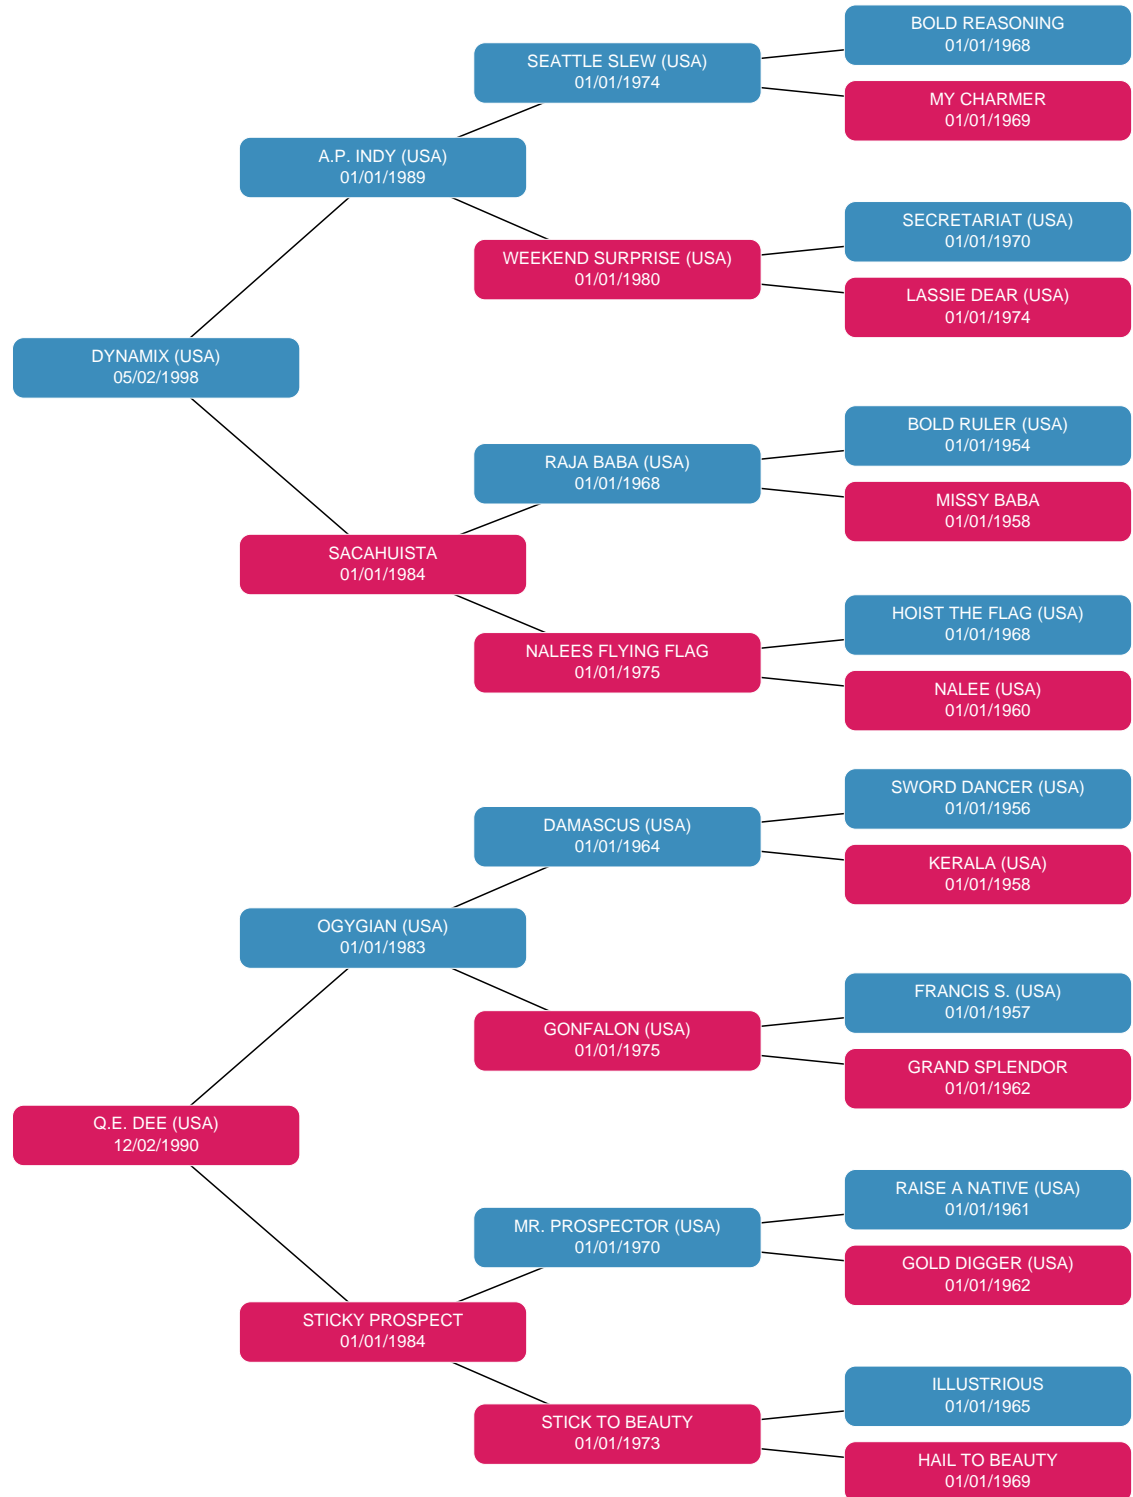 BOLD REASONING
01/01/1968
SEATTLE SLEW (USA)
01/01/1974
MY CHARMER
01/01/1969
A.P. INDY (USA)
01/01/1989
SECRETARIAT (USA)
01/01/1970
WEEKEND SURPRISE (USA)
01/01/1980
LASSIE DEAR (USA)
01/01/1974
DYNAMIX (USA)
05/02/1998
BOLD RULER (USA)
01/01/1954
RAJA BABA (USA)
01/01/1968
MISSY BABA
01/01/1958
SACAHUISTA
01/01/1984
HOIST THE FLAG (USA)
01/01/1968
NALEES FLYING FLAG
01/01/1975
NALEE (USA)
01/01/1960
SWORD DANCER (USA)
01/01/1956
DAMASCUS (USA)
01/01/1964
KERALA (USA)
01/01/1958
OGYGIAN (USA)
01/01/1983
FRANCIS S. (USA)
01/01/1957
GONFALON (USA)
01/01/1975
GRAND SPLENDOR
01/01/1962
Q.E. DEE (USA)
12/02/1990
RAISE A NATIVE (USA)
01/01/1961
MR. PROSPECTOR (USA)
01/01/1970
GOLD DIGGER (USA)
01/01/1962
STICKY PROSPECT
01/01/1984
ILLUSTRIOUS
01/01/1965
STICK TO BEAUTY
01/01/1973
HAIL TO BEAUTY
01/01/1969